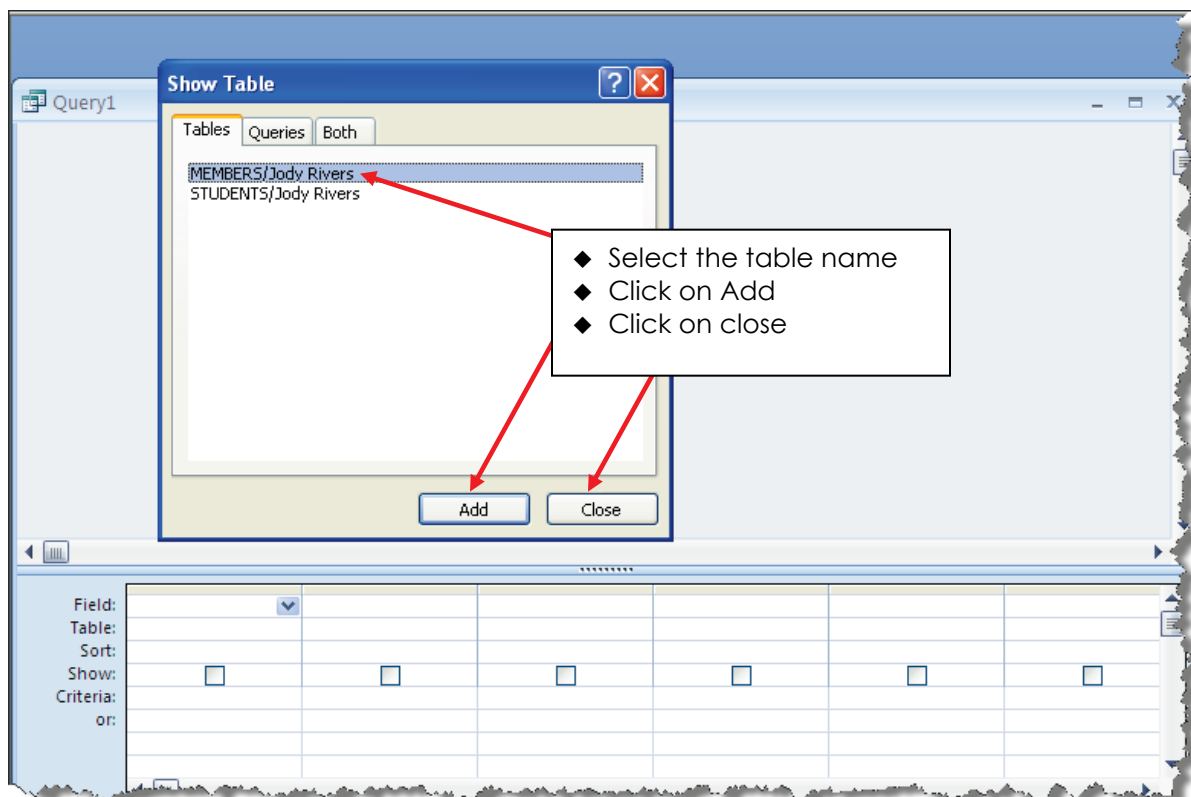 Show Table
Query1
Tables Queries Both
MEMBERS/Jody Rivers
STUDENTS/Jody Rivers
◆ Select the table name
◆ Click on Add
◆ Click on close
Add Close
Field:
Table:
Sort:
Show:
Criteria:
or: